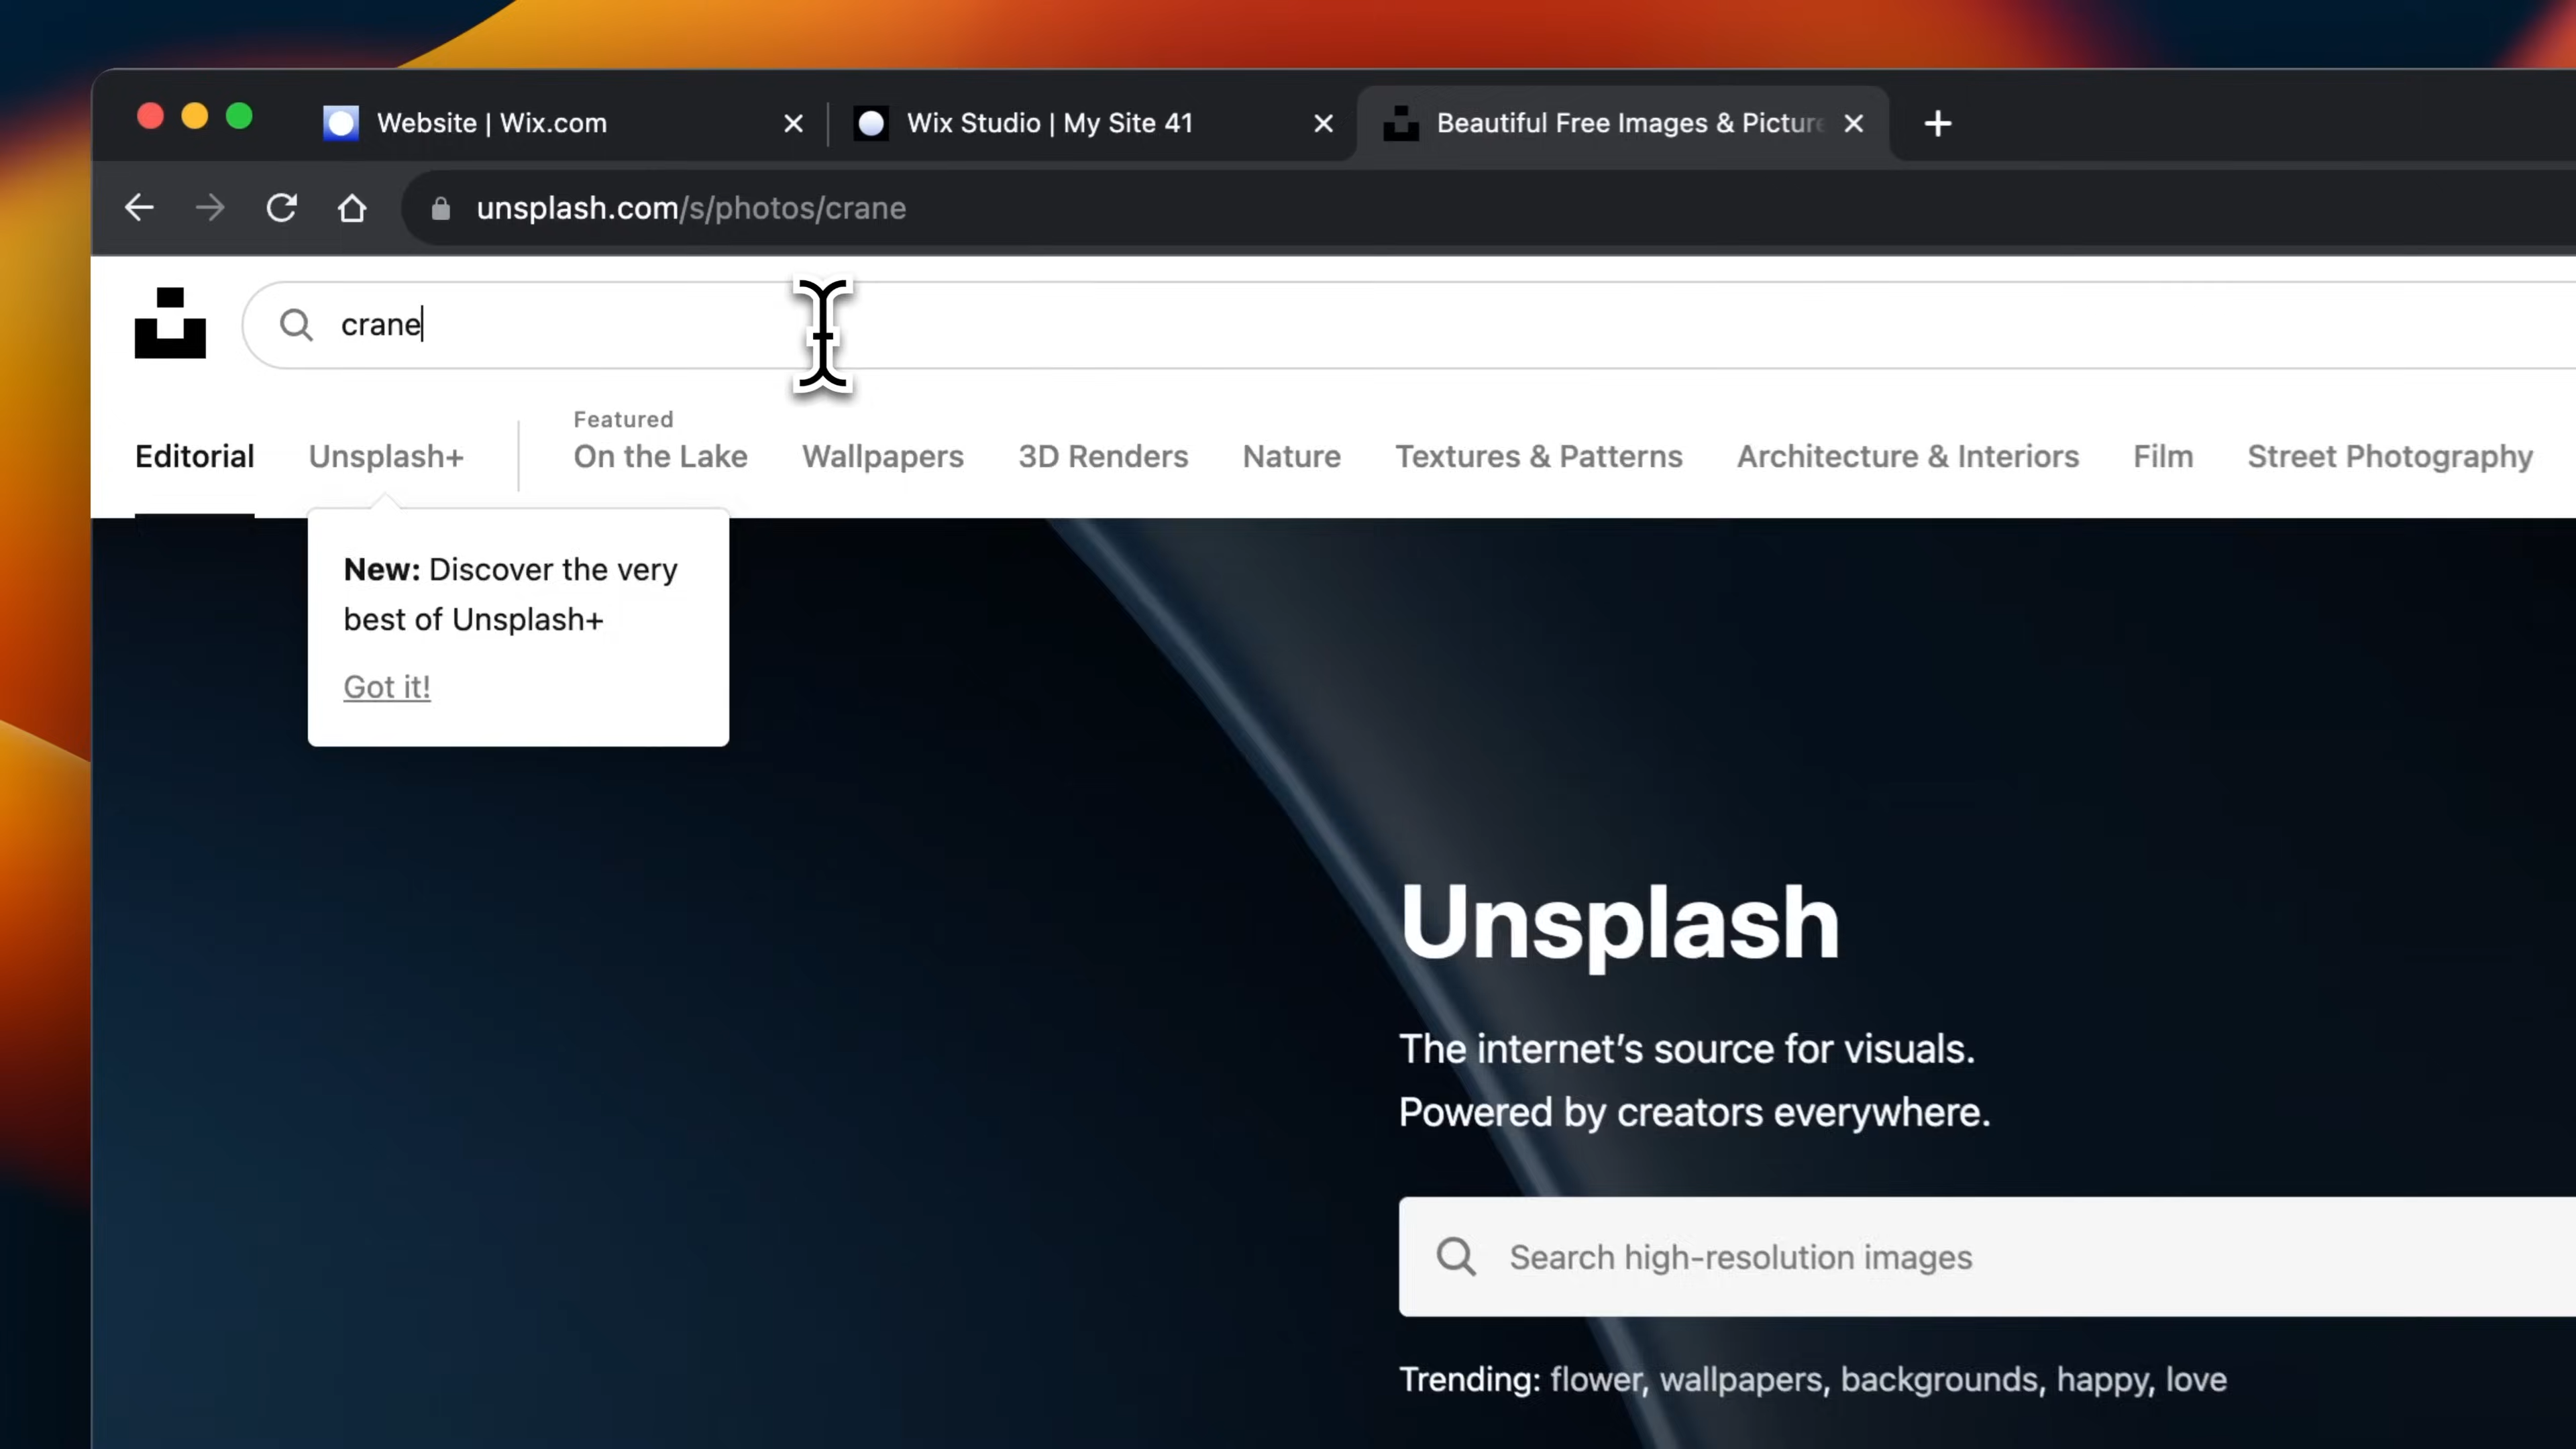 Website | Wix.com
Wix Studio | My Site 41
Beautiful Free Images & Picture
unsplash.com/s/photos/crane
crane
Featured
Editorial Unsplash+ On the Lake Wallpapers 3D Renders Nature Textures & Patterns Architecture & Interiors Film Street Photography
New: Discover the very
best of Unsplash+
Got it!
Unsplash
The internet’s source for visuals.
Powered by creators everywhere.
Search high-resolution images
Trending: flower, wallpapers, backgrounds, happy, love